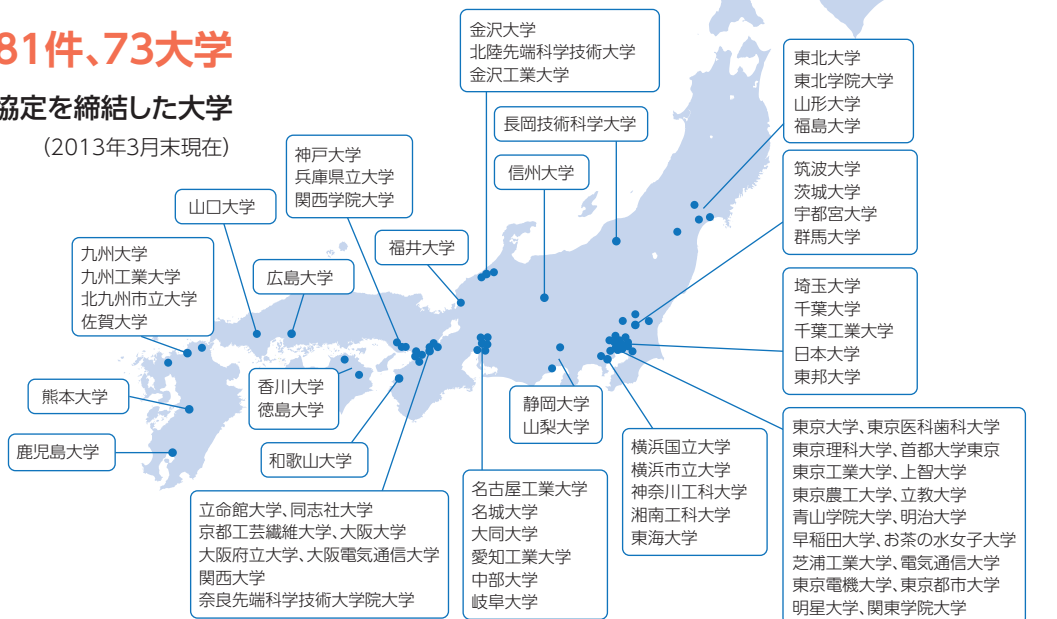 81件、73大学
協定を締結した大学
(2013年3月末現在)
金沢大学
北陸先端科学技術大学
金沢工業大学
東北大学
東北学院大学
山形大学
福島大学
長岡技術科学大学
信州大学
神戸大学
兵庫県立大学
関西学院大学
筑波大学
茨城大学
宇都宮大学
群馬大学
山口大学
福井大学
九州大学
九州工業大学
北九州市立大学
佐賀大学
広島大学
埼玉大学
千葉大学
千葉工業大学
日本大学
東邦大学
熊本大学
香川大学
徳島大学
静岡大学
山梨大学
鹿児島大学
和歌山大学
横浜国立大学
横浜市立大学
神奈川工科大学
湘南工科大学
東海大学
東京大学、東京医科歯科大学
東京理科大学、首都大学東京
東京工業大学、上智大学
東京農工大学、立教大学
青山学院大学、明治大学
早稲田大学、お茶の水女子大学
芝浦工業大学、電気通信大学
東京電機大学、東京都市大学
明星大学、関東学院大学
立命館大学、同志社大学
京都工芸繊維大学、大阪大学
大阪府立大学、大阪電気通信大学
関西大学
奈良先端科学技術大学院大学
名古屋工業大学
名城大学
大同大学
愛知工業大学
中部大学
岐阜大学